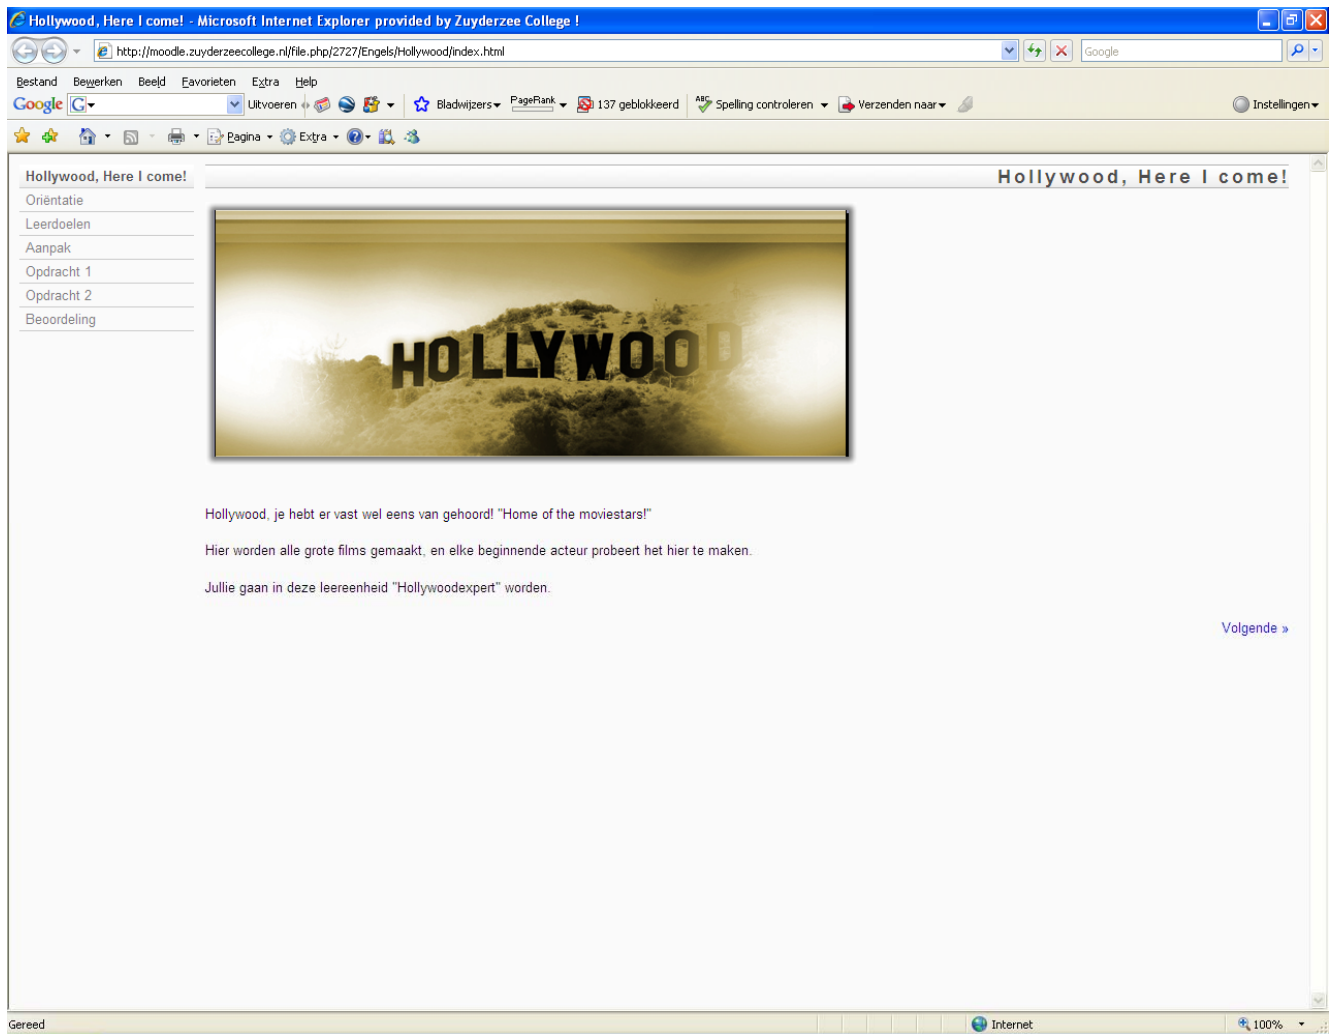 Hollywood, Here I come! - Microsoft Internet Explorer provided by Zuyderzee College !
http://moodle.zuyderzeecollege.nl/file.php/2727/Engels/Hollywood/index.html
Google
Bestand Bewerken Beeld Favorieten Extra Help
Google G Uitvoeren Bladwijzers PageRank 137 geblokkeerd ABC Spelling controleren Verzenden naar Instellingen
Pagina Extra
Hollywood, Here I come!
Hollywood, Here I come!
Oriëntatie
Leerdoelen
Aanpak
Opdracht 1
Opdracht 2
Beoordeling
HOLLYWOOD
Hollywood, je hebt er vast wel eens van gehoord! "Home of the moviestars!"
Hier worden alle grote films gemaakt, en elke beginnende acteur probeert het hier te maken.
Jullie gaan in deze leereenheid "Hollywoodexpert" worden.
Volgende »
Gereed Internet 100%